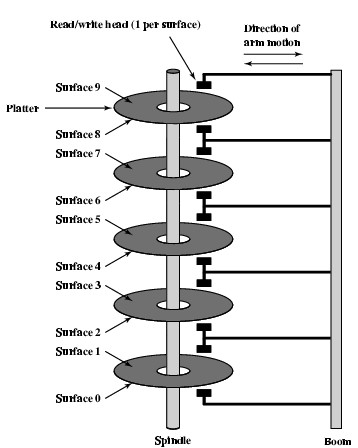 Read/write head (1 per surface)
Direction of
arm motion
Surface 9
Platter
Surface 8
Surface 7
Surface 6
Surface 5
Surface 4
Surface 3
Surface 2
Surface 1
Surface 0
Spindle
Boom